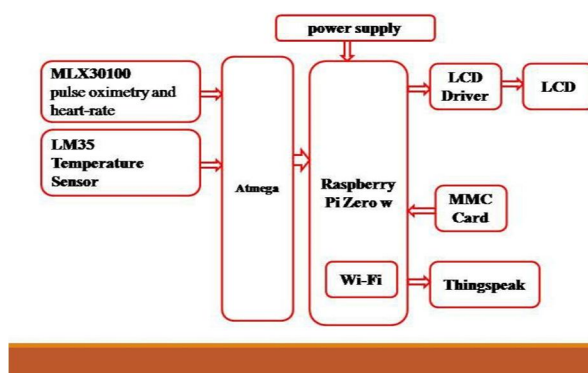 power supply
MLX30100
pulse oximetry and
heart-rate
LM35
Temperature
Sensor
Atmega
Raspberry
Pi Zero w
Wi-Fi
LCD
Driver
LCD
MMC
Card
Thingspeak